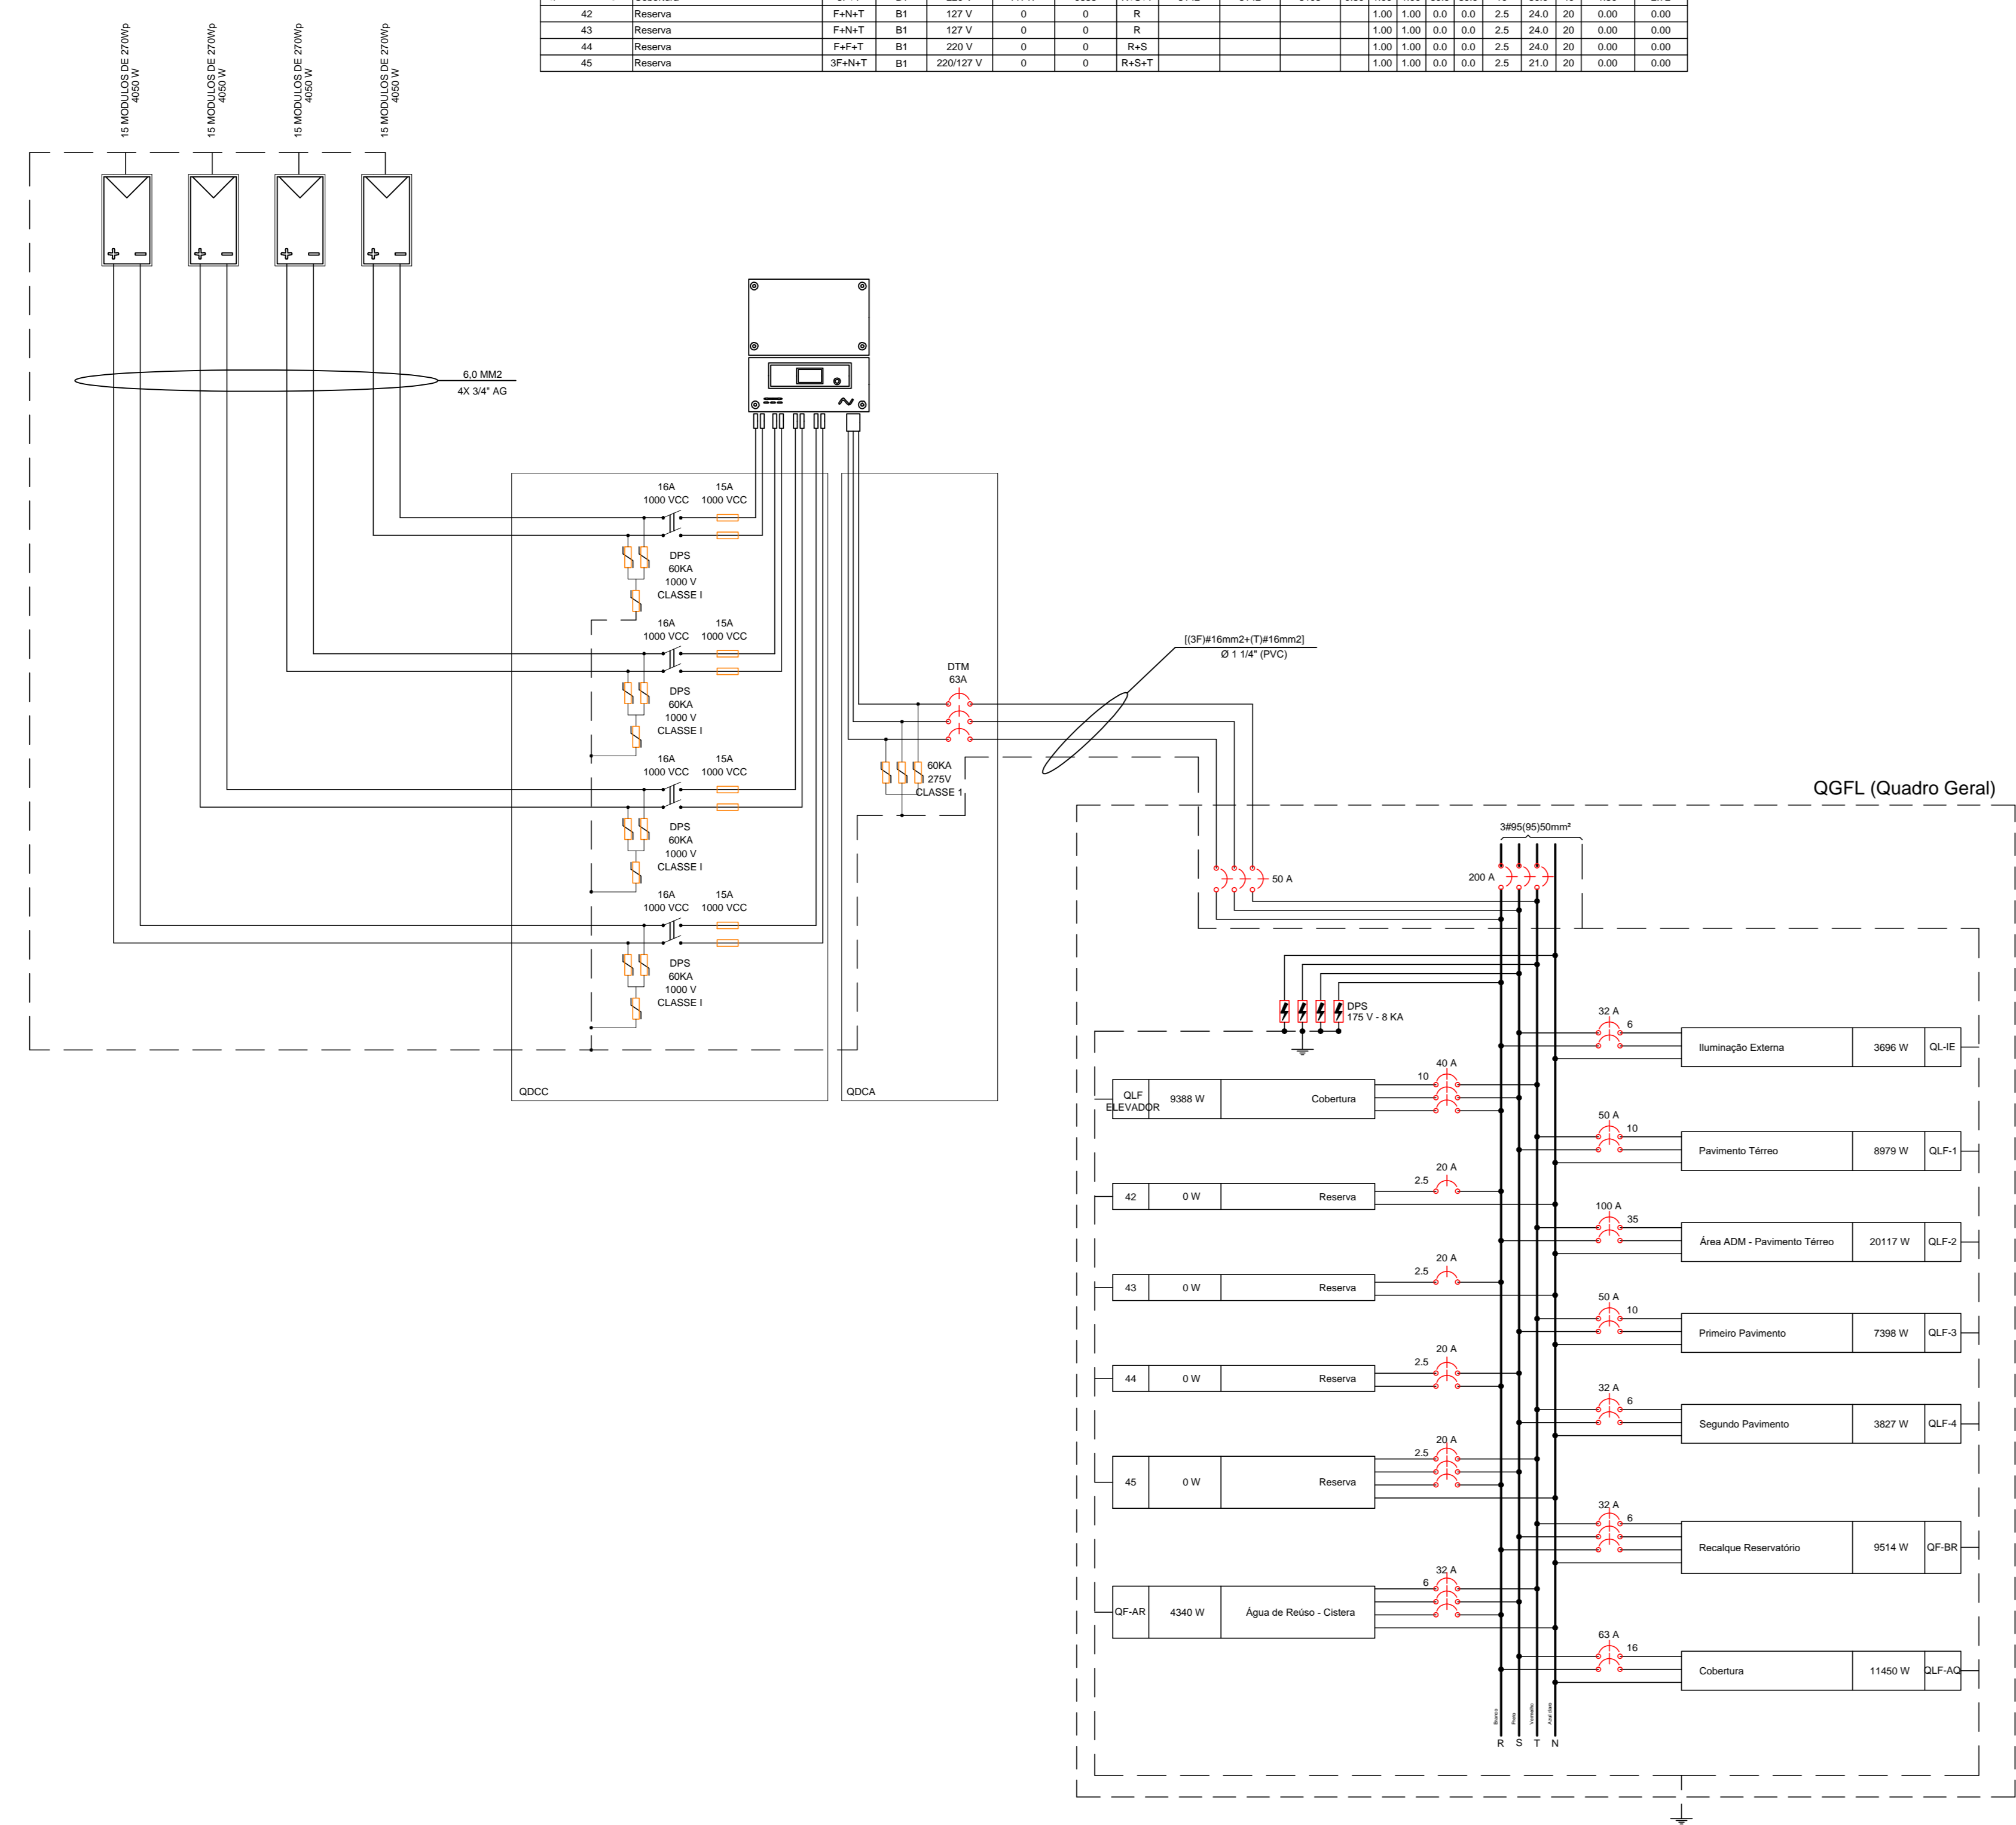 42 Reserva F+N+T B1 127 V 0 0 R 1.00 1.00 0.0 0.0 2.5 24.0 20 0.00 0.00
43 Reserva F+N+T B1 127 V 0 0 R 1.00 1.00 0.0 0.0 2.5 24.0 20 0.00 0.00
44 Reserva F+F+T B1 220 V 0 0 R+S 1.00 1.00 0.0 0.0 2.5 24.0 20 0.00 0.00
45 Reserva 3F+N+T B1 220/127 V 0 0 R+S+T 1.00 1.00 0.0 0.0 2.5 21.0 20 0.00 0.00
15 MODULOS DE 270Wp
4050 W
15 MODULOS DE 270Wp
4050 W
15 MODULOS DE 270Wp
4050 W
15 MODULOS DE 270Wp
4050 W
6,0 MM2
4X 3/4" AG
16A 15A
1000 VCC 1000 VCC
DPS
60KA
1000 V
CLASSE I
16A 15A
1000 VCC 1000 VCC
DPS
60KA
1000 V
CLASSE I
16A 15A
1000 VCC 1000 VCC
DPS
60KA
1000 V
CLASSE I
16A 15A
1000 VCC 1000 VCC
DPS
60KA
1000 V
CLASSE I
QDCC
QDCA
DTM
63A
60KA
275V
CLASSE 1
[(3F)#16mm2+(T)#16mm2]
Ø 1 1/4" (PVC)
QGFL (Quadro Geral)
3#95(95)50mm²
50 A
200 A
DPS
175 V - 8 KA
32 A
6
Iluminação Externa 3696 W QL-IE
40 A
10
QLF
ELEVADOR 9388 W Cobertura
50 A
10
Pavimento Térreo 8979 W QLF-1
20 A
2.5
42 0 W Reserva
100 A
35
Área ADM - Pavimento Térreo 20117 W QLF-2
20 A
2.5
43 0 W Reserva
50 A
10
Primeiro Pavimento 7398 W QLF-3
20 A
2.5
44 0 W Reserva
32 A
6
Segundo Pavimento 3827 W QLF-4
20 A
2.5
45 0 W Reserva
32 A
6
Recalque Reservatório 9514 W QF-BR
32 A
6
QF-AR 4340 W Água de Reúso - Cistera
63 A
16
Cobertura 11450 W QLF-AQ
Branco Preto Vermelho Azul claro
R S T N